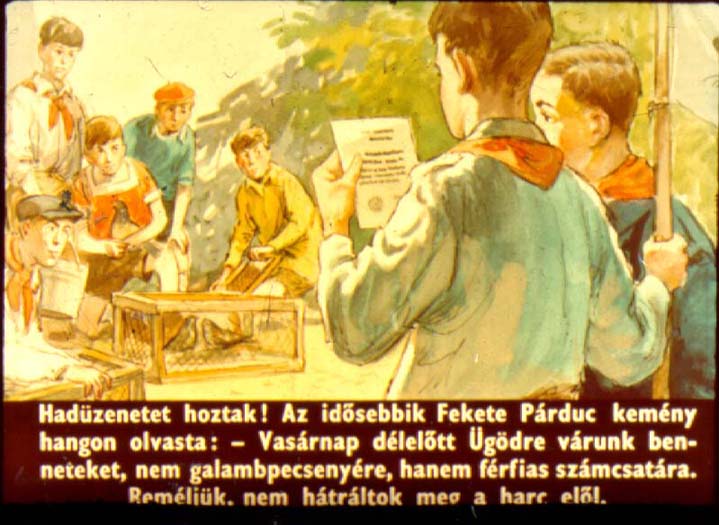 Hadüzenetet hoztak! Az idősebbik Fekete Párduc kemény
hangon olvasta: – Vasárnap délelőtt Ügödre várunk ben-
neteket, nem galambpecsenyére, hanem férfias számcsatára.
Reméljük, nem hátráltok meg a harc elől.